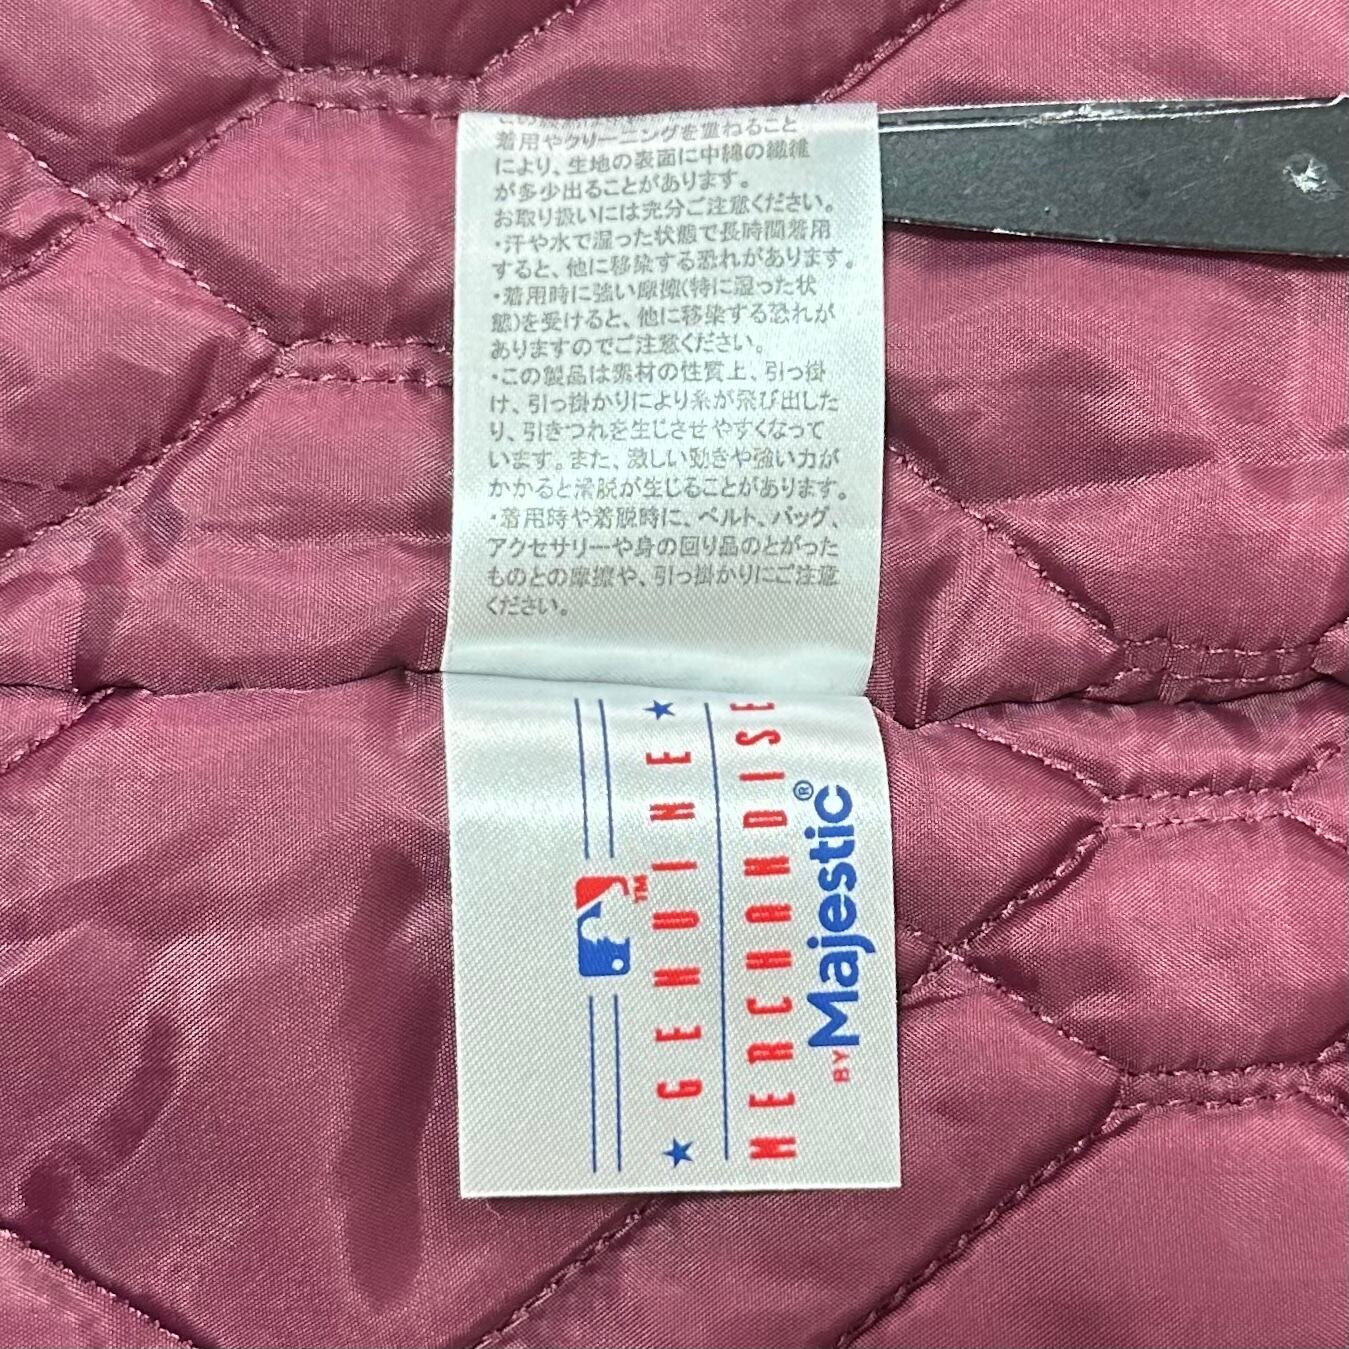 着用やクリーニングを重ねること
により、生地の表面に中綿の繊維
が多少出ることがあります。
お取り扱いには充分ご注意ください。
・汗や水で湿った状態で長時間着用
すると、他に移染する恐れがあります。
・着用時に強い摩擦(特に湿った状
態)を受けると、他に移染する恐れが
ありますのでご注意ください。
・この製品は素材の性質上、引っ掛
け、引っ掛かりにより糸が飛び出した
り、引きつれを生じさせやすくなって
います。また、激しい動きや強い力が
かかると滑脱が生じることがあります。
・着用時や着脱時に、ベルト、バッグ、
アクセサリーや身の回り品のとがった
ものとの摩擦や、引っ掛かりにご注意
ください。
TM
★ GENUINE ★
MERCHANDISE
BY Majestic®